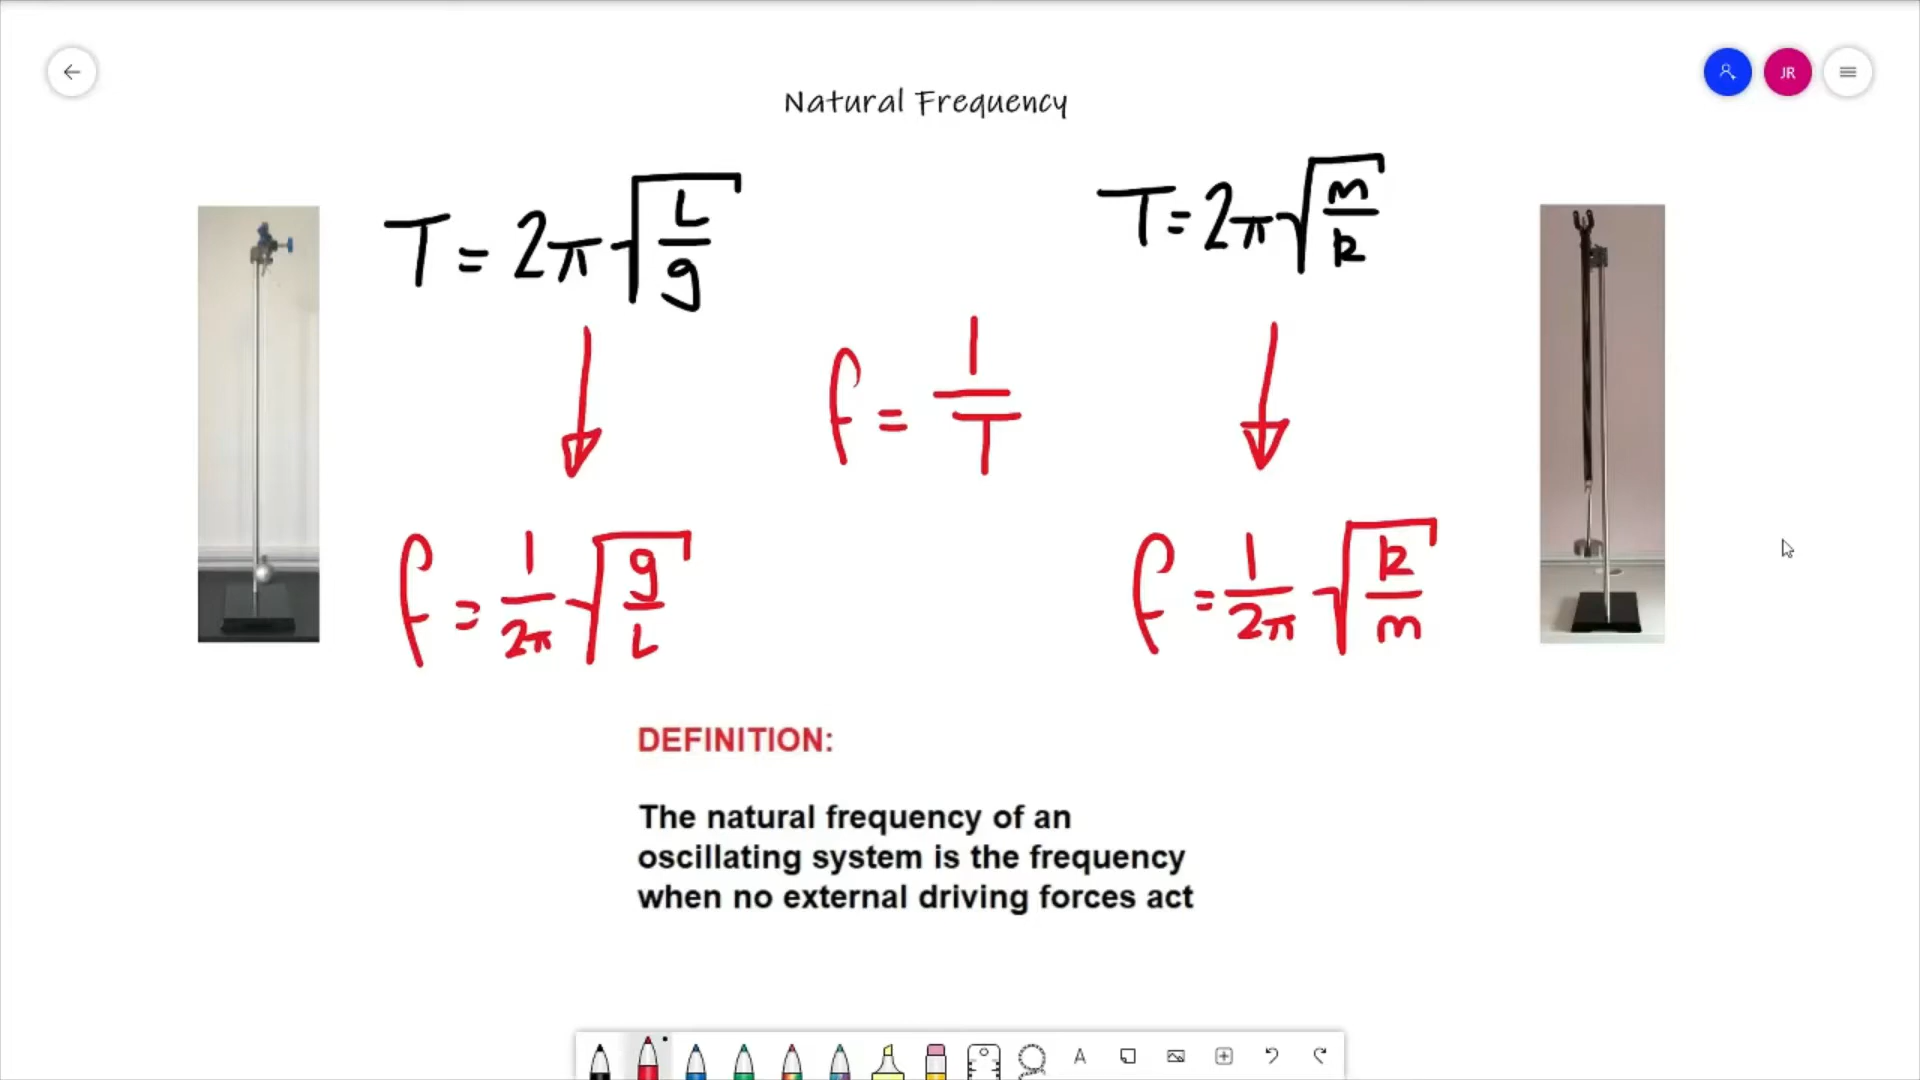 JR
Natural Frequency
T = 2π√(L/g)
T = 2π√(m/k)
f = 1/T
f = 1/2π √(g/L)
f = 1/2π √(k/m)
DEFINITION:
The natural frequency of an
oscillating system is the frequency
when no external driving forces act
A